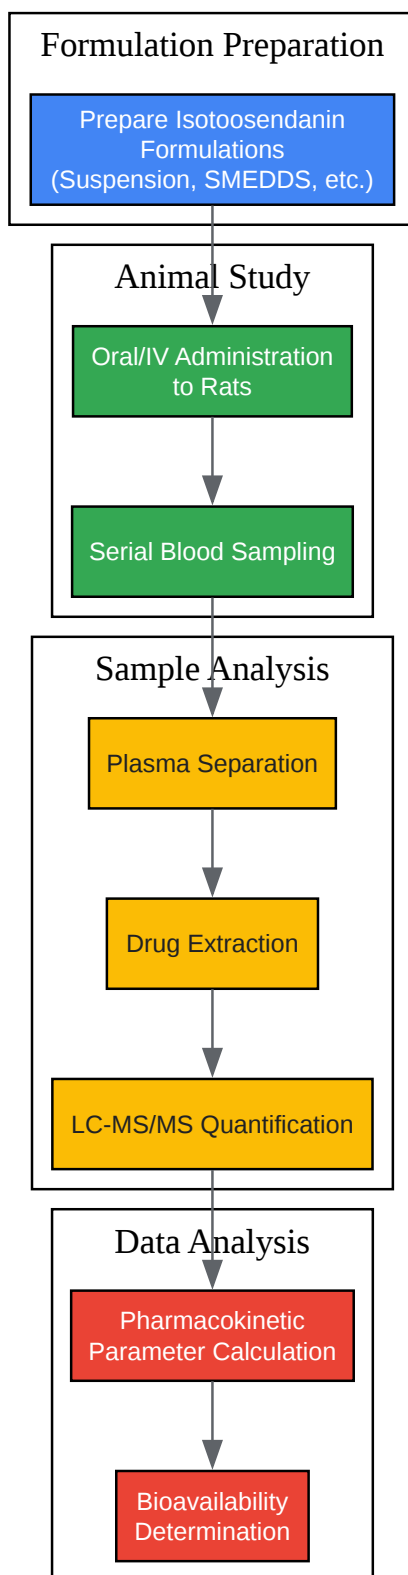 Formulation Preparation
Prepare Isotoosendanin
Formulations
(Suspension, SMEDDS, etc.)
Animal Study
Oral/IV Administration
to Rats
Serial Blood Sampling
Sample Analysis
Plasma Separation
Drug Extraction
LC-MS/MS Quantification
Data Analysis
Pharmacokinetic
Parameter Calculation
Bioavailability
Determination